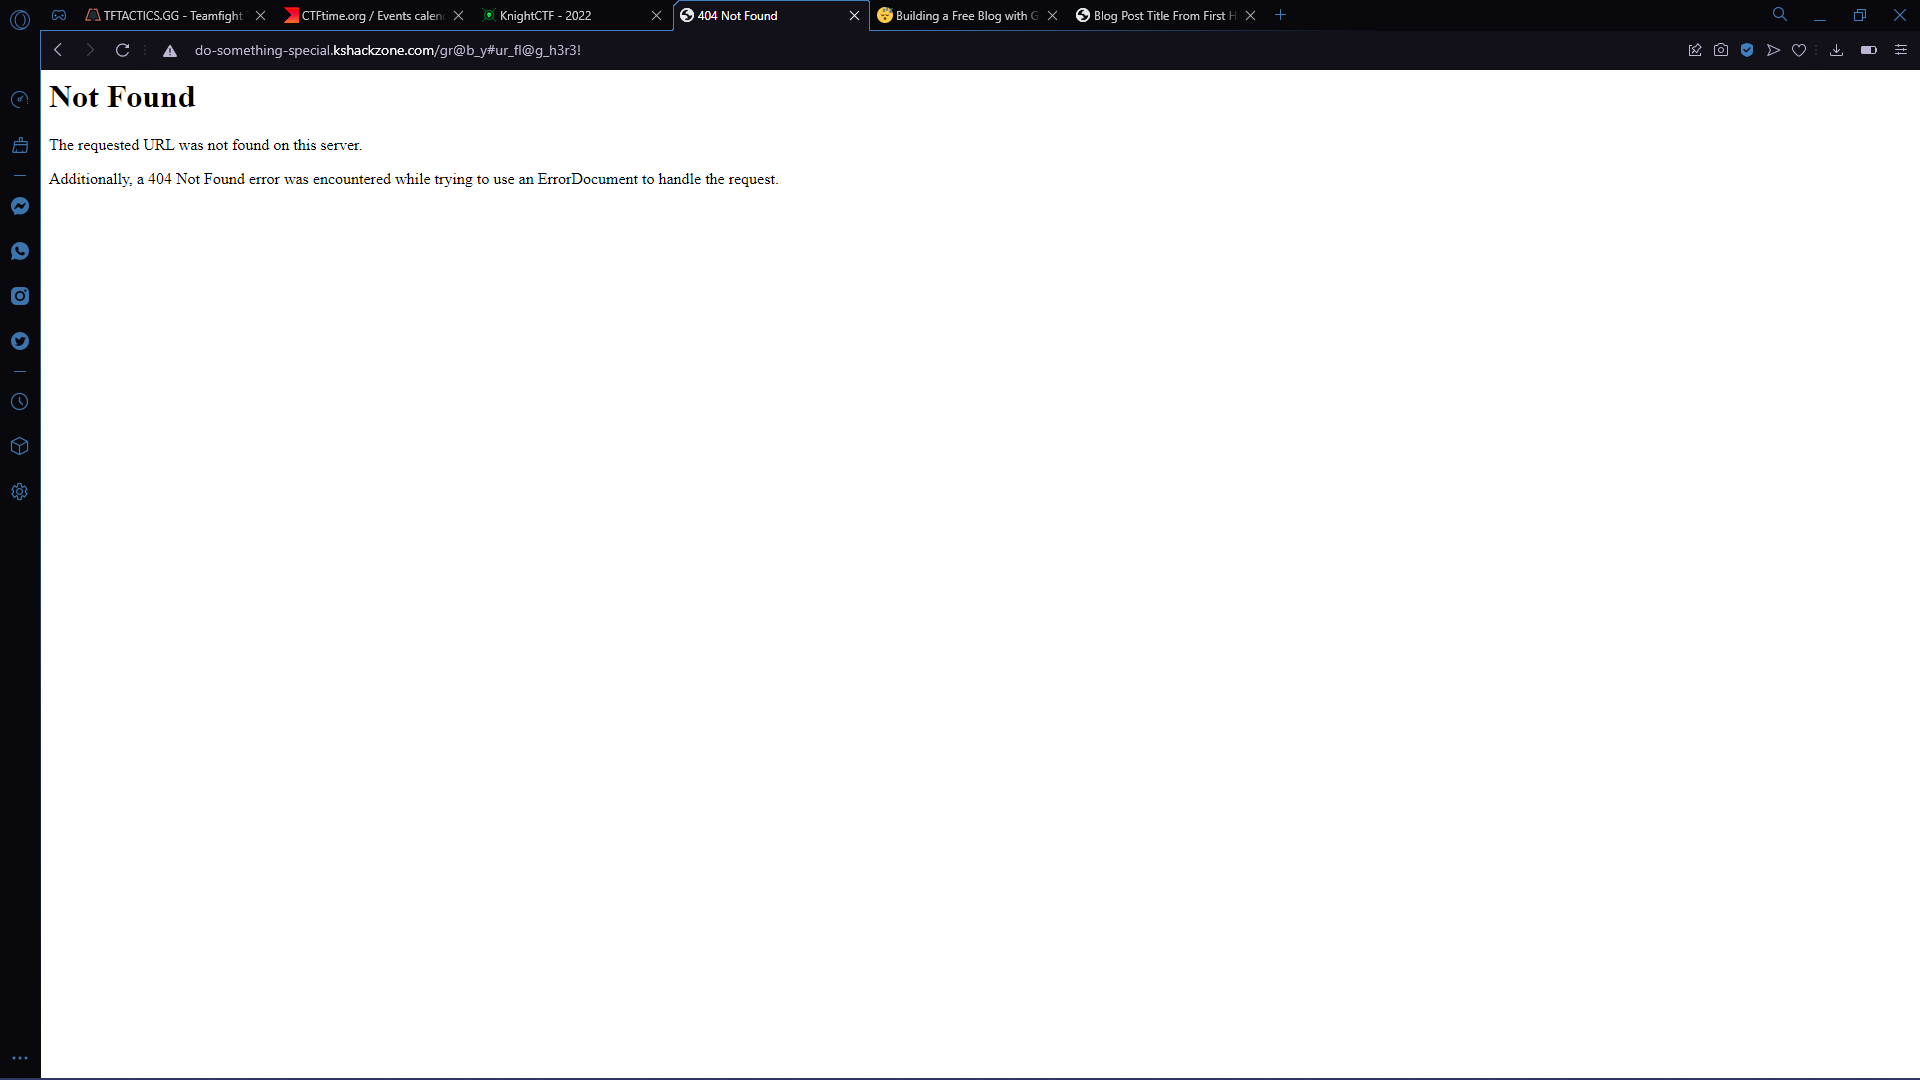 TFTACTICS.GG - Teamfight
CTFtime.org / Events calen
KnightCTF - 2022
404 Not Found
Building a Free Blog with G
Blog Post Title From First H
do-something-special.kshackzone.com/gr@b_y#ur_fl@g_h3r3!
Not Found
The requested URL was not found on this server.
Additionally, a 404 Not Found error was encountered while trying to use an ErrorDocument to handle the request.